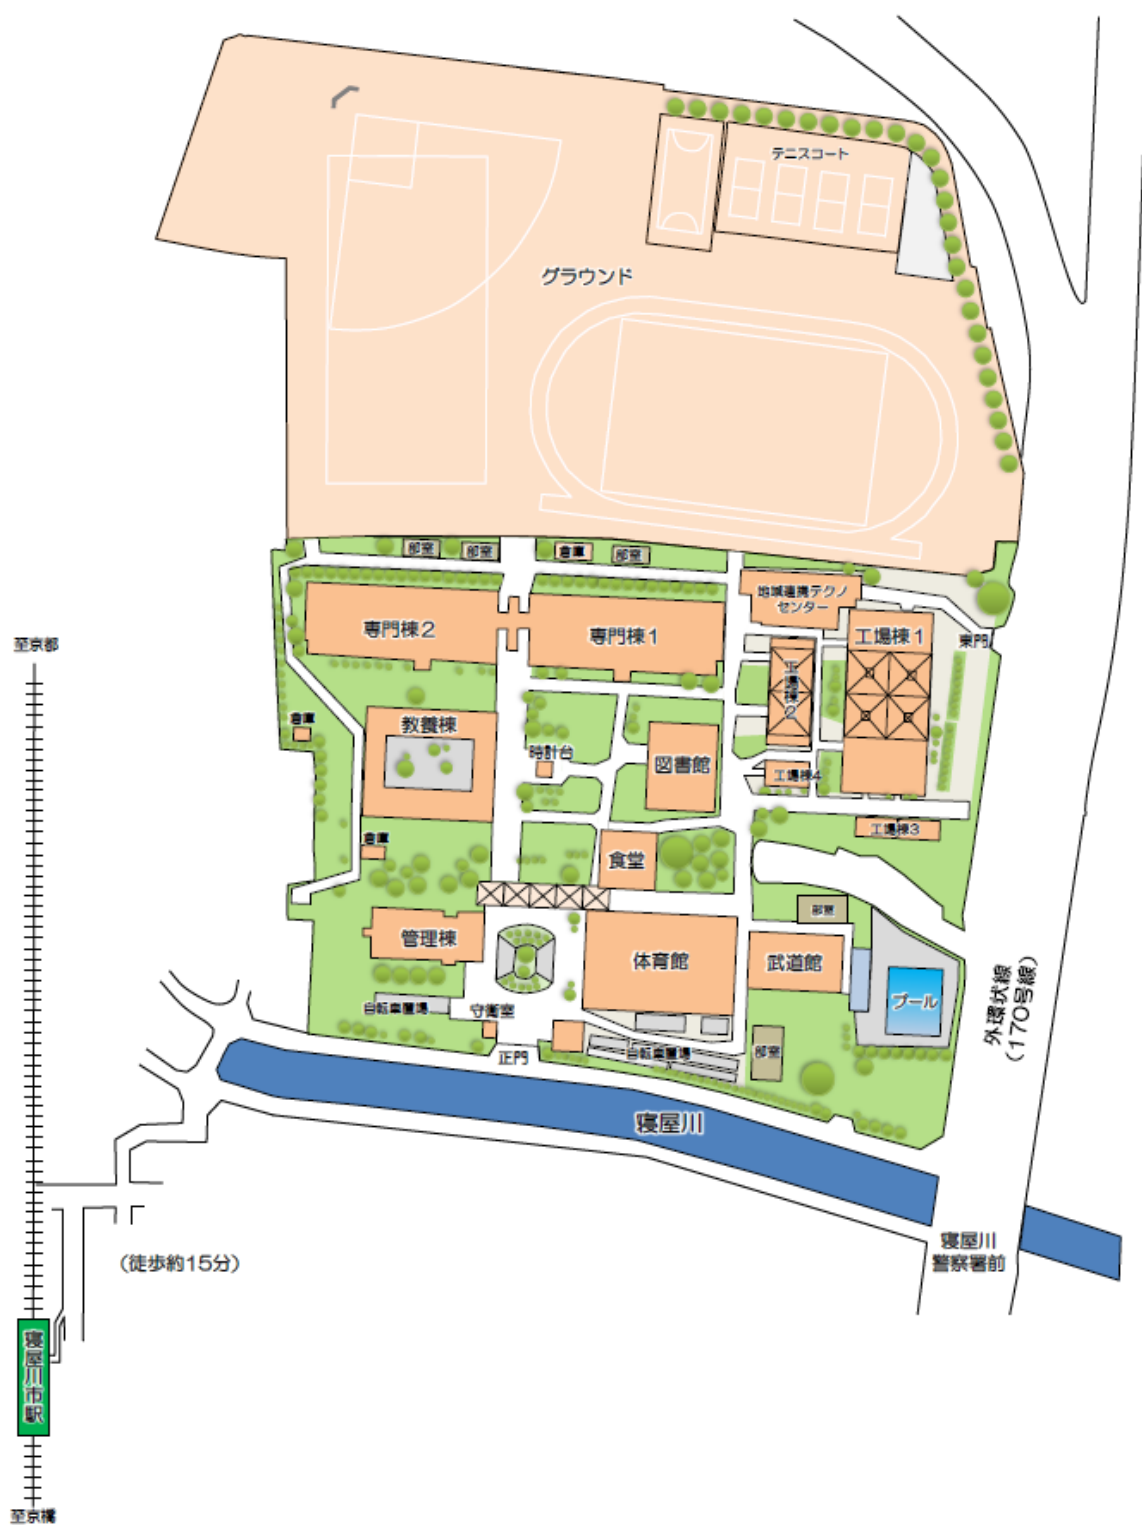 テニスコート
グラウンド
部室
部室
倉庫
部室
地域連携テクノ
センター
専門棟2
専門棟1
工場棟1
東門
至京都
工場棟2
倉庫
教養棟
時計台
図書館
工場棟4
工場棟3
倉庫
食堂
部室
管理棟
体育館
武道館
プール
自転車置場
守衛室
正門
自転車置場
部室
外環状線
(170号線)
寝屋川
寝屋川
警察署前
(徒歩約15分)
寝屋川市駅
至京橋